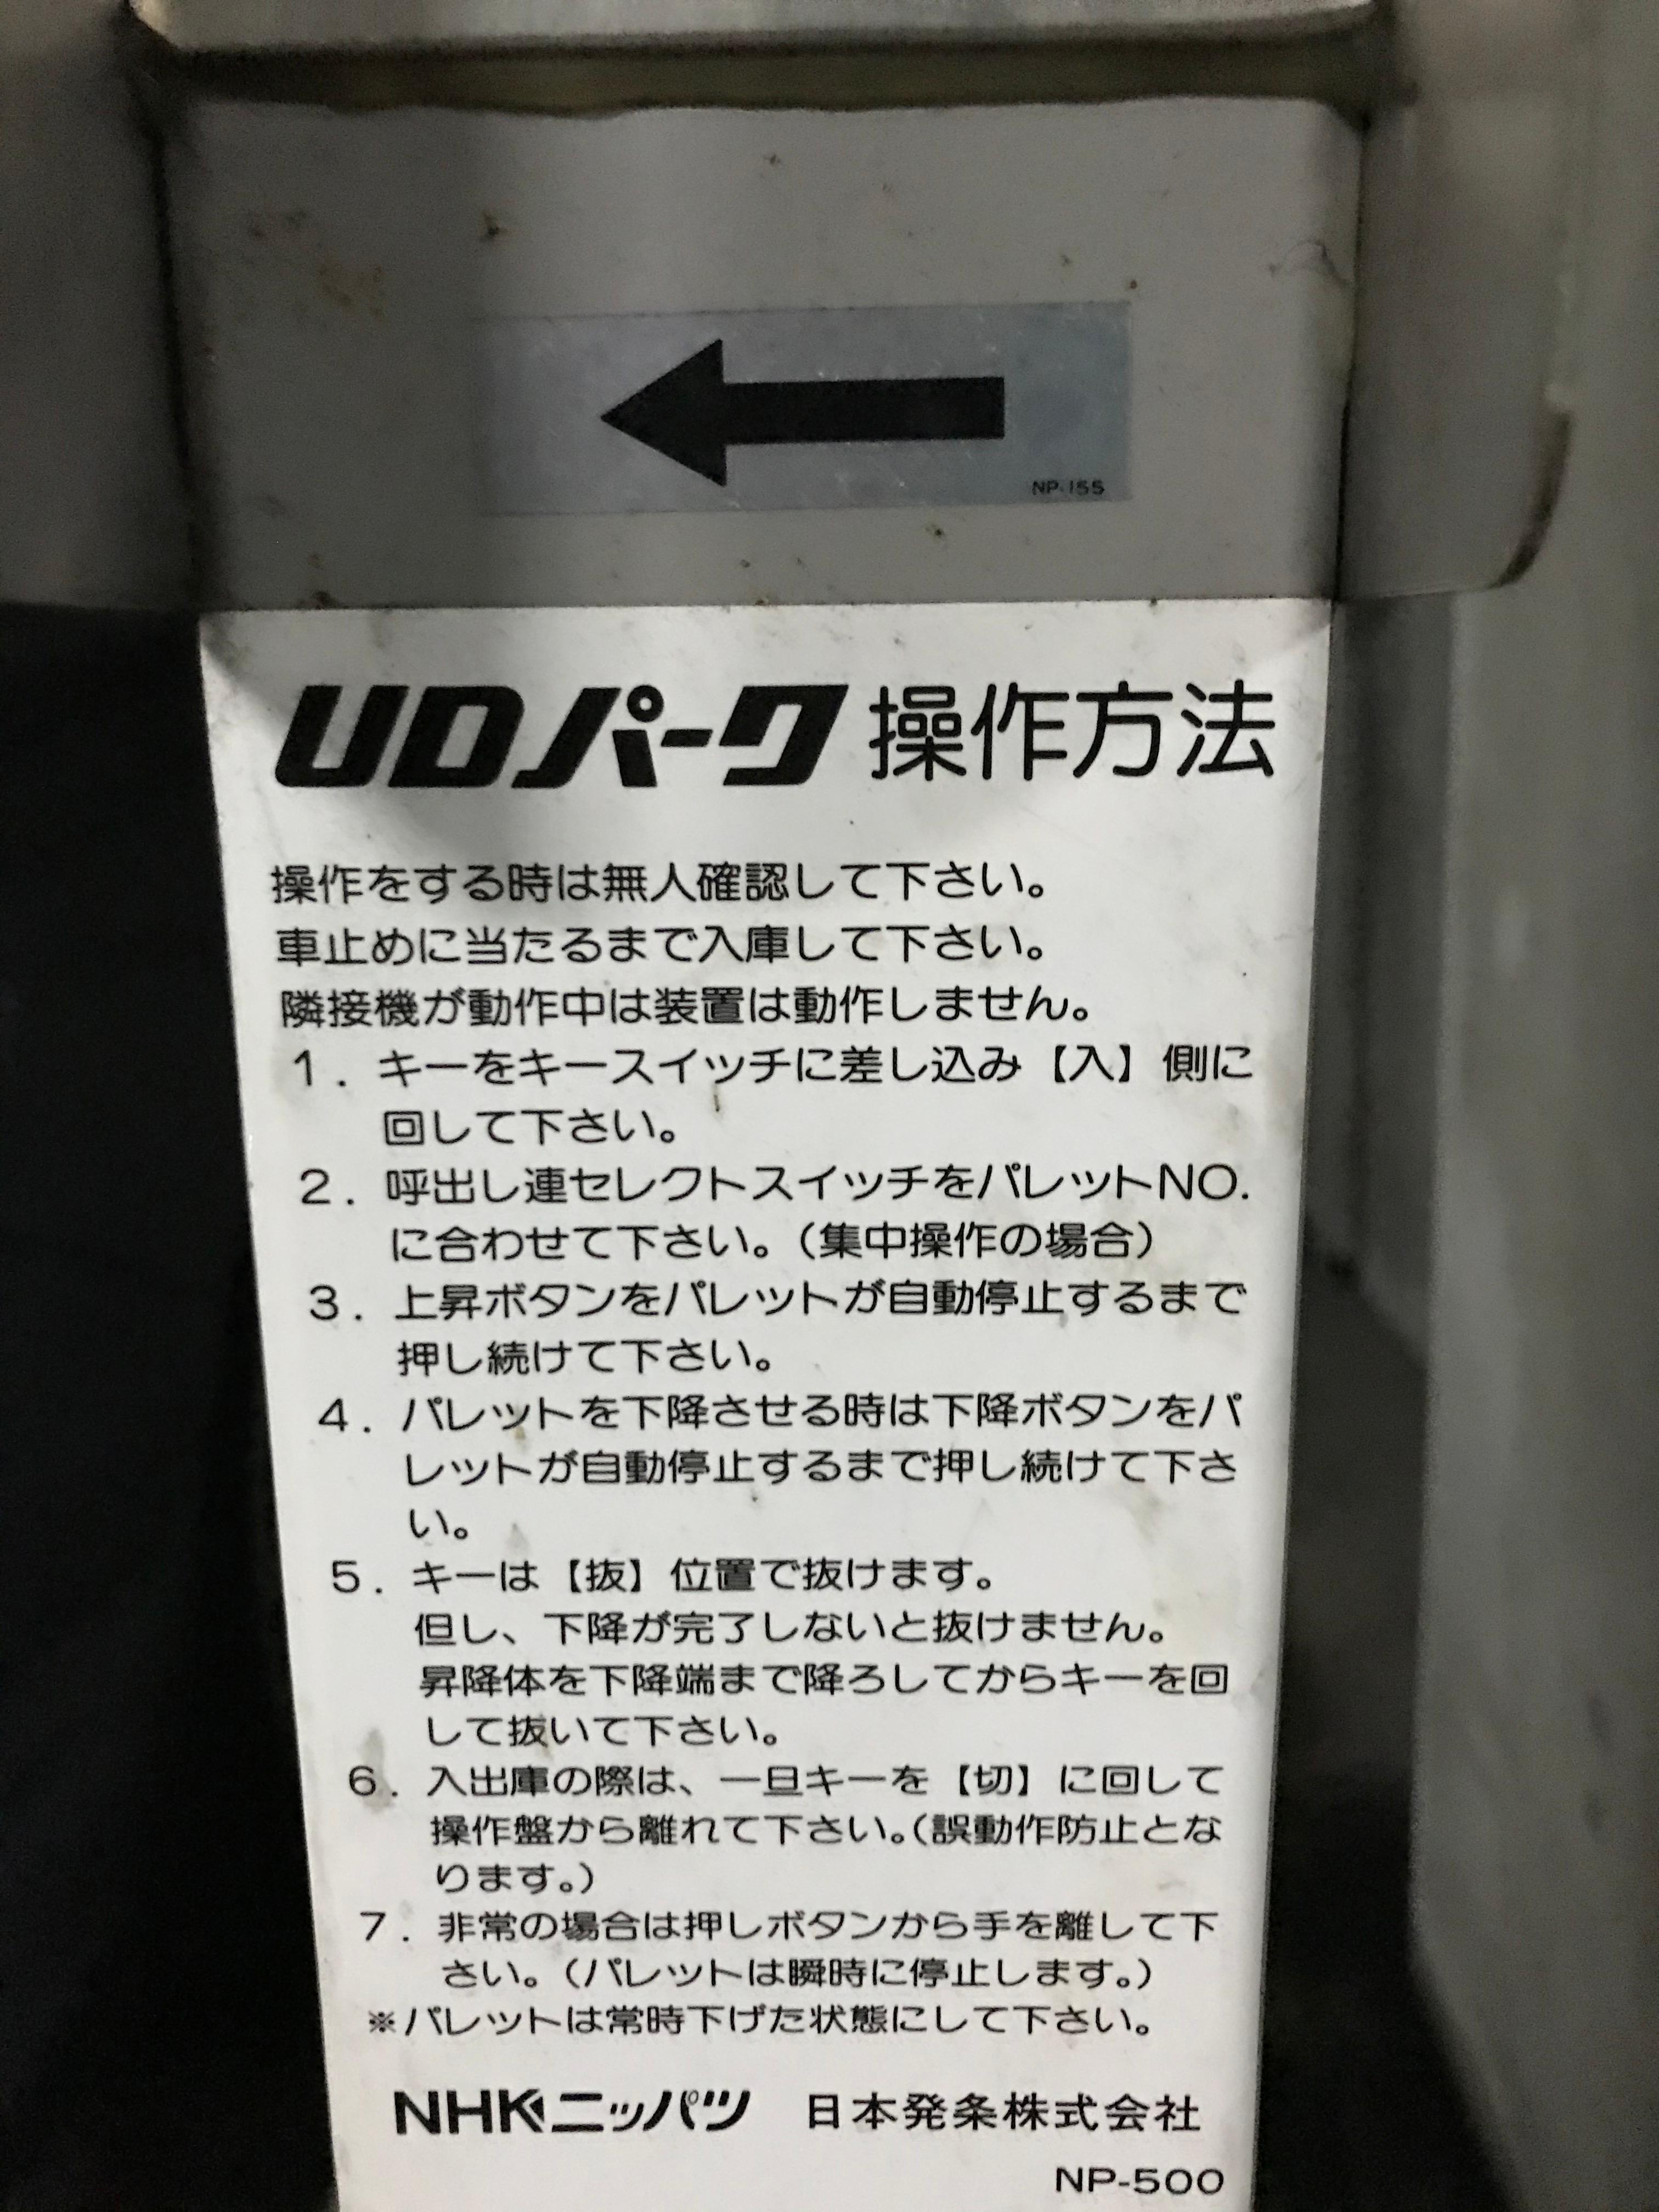 NP-155
UDパーク 操作方法
操作をする時は無人確認して下さい。
車止めに当たるまで入庫して下さい。
隣接機が動作中は装置は動作しません。
1. キーをキースイッチに差し込み【入】側に
回して下さい。
2. 呼出し連セレクトスイッチをパレットNO.
に合わせて下さい。(集中操作の場合)
3. 上昇ボタンをパレットが自動停止するまで
押し続けて下さい。
4. パレットを下降させる時は下降ボタンをパ
レットが自動停止するまで押し続けて下さ
い。
5. キーは【抜】位置で抜けます。
但し、下降が完了しないと抜けません。
昇降体を下降端まで降ろしてからキーを回
して抜いて下さい。
6. 入出庫の際は、一旦キーを【切】に回して
操作盤から離れて下さい。(誤動作防止とな
ります。)
7. 非常の場合は押しボタンから手を離して下
さい。(パレットは瞬時に停止します。)
※パレットは常時下げた状態にして下さい。
NHKニッパツ 日本発条株式会社
NP-500